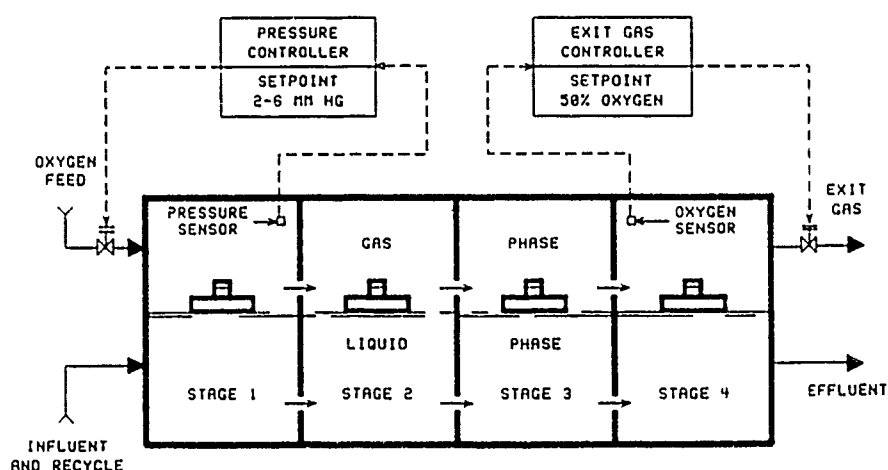 PRESSURE
CONTROLLER
SETPOINT
2-6 MM HG
EXIT GAS
CONTROLLER
SETPOINT
50% OXYGEN
OXYGEN
FEED
PRESSURE
SENSOR
OXYGEN
SENSOR
EXIT
GAS
GAS
PHASE
LIQUID
PHASE
STAGE 1
STAGE 2
STAGE 3
STAGE 4
EFFLUENT
INFLUENT
AND RECYCLE